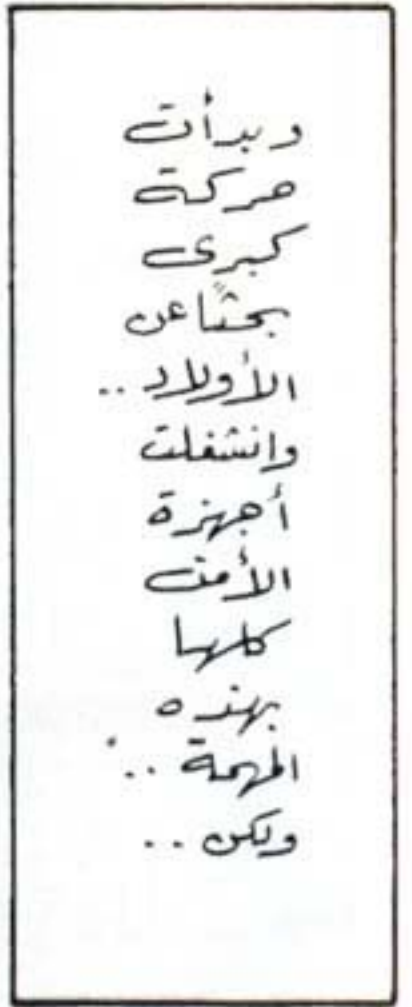 وبدأت
حركة
كبرى
بحثاً عن
الأولاد ..
وانشغلت
أجهزة
الأمن
كلها
بهذه
المهمة ..
ولكن ..